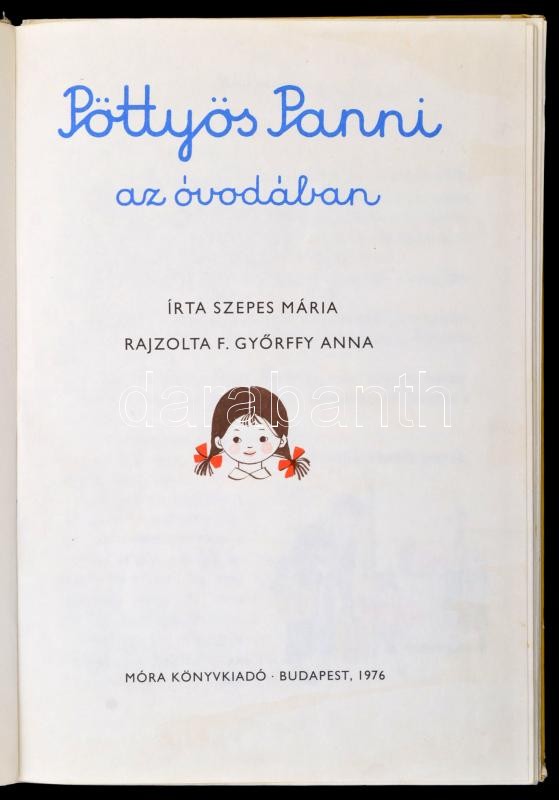 Pöttyös Panni
az óvodában
ÍRTA SZEPES MÁRIA
RAJZOLTA F. GYŐRFFY ANNA
darabanth
MÓRA KÖNYVKIADÓ · BUDAPEST, 1976